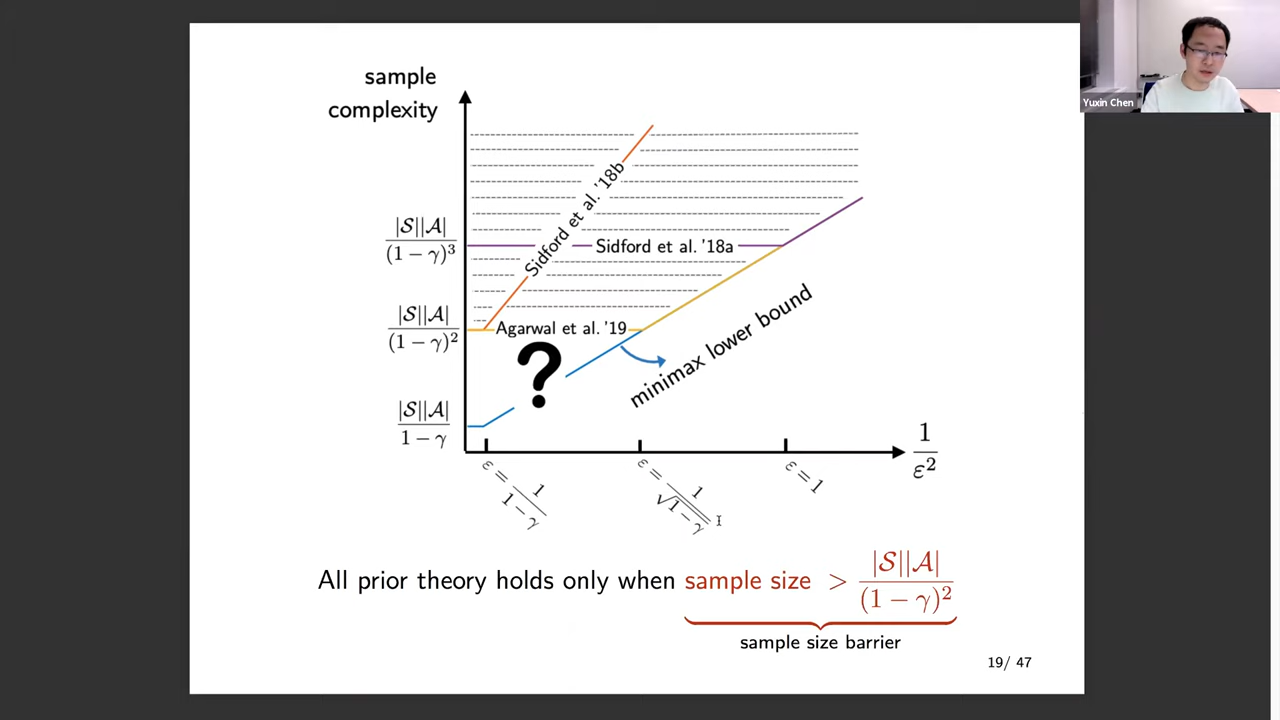 sample
complexity
Yuxin Chen
Sidford et al. '18b
|S||A|
(1 − γ)³
Sidford et al. '18a
|S||A|
(1 − γ)²
Agarwal et al. '19
?
minimax lower bound
|S||A|
1 − γ
1
ε²
ε = 1/(1 − γ)
ε = 1/√(1 − γ)
ε = 1
All prior theory holds only when sample size > |S||A| / (1 − γ)²
sample size barrier
19/ 47